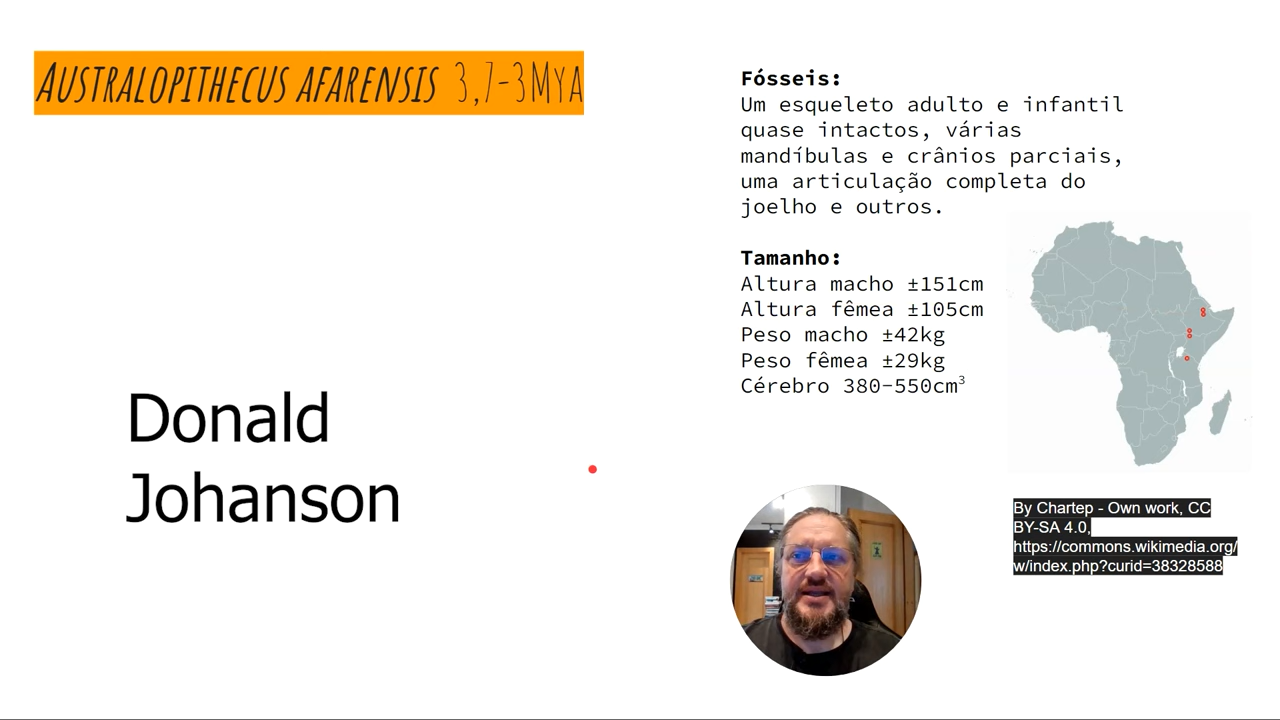 Australopithecus afarensis 3,7-3Mya
Fósseis:
Um esqueleto adulto e infantil
quase intactos, várias
mandíbulas e crânios parciais,
uma articulação completa do
joelho e outros.
Tamanho:
Altura macho ±151cm
Altura fêmea ±105cm
Peso macho ±42kg
Peso fêmea ±29kg
Cérebro 380-550cm³
Donald
Johanson
By Chartep - Own work, CC
BY-SA 4.0,
https://commons.wikimedia.org/
w/index.php?curid=38328588